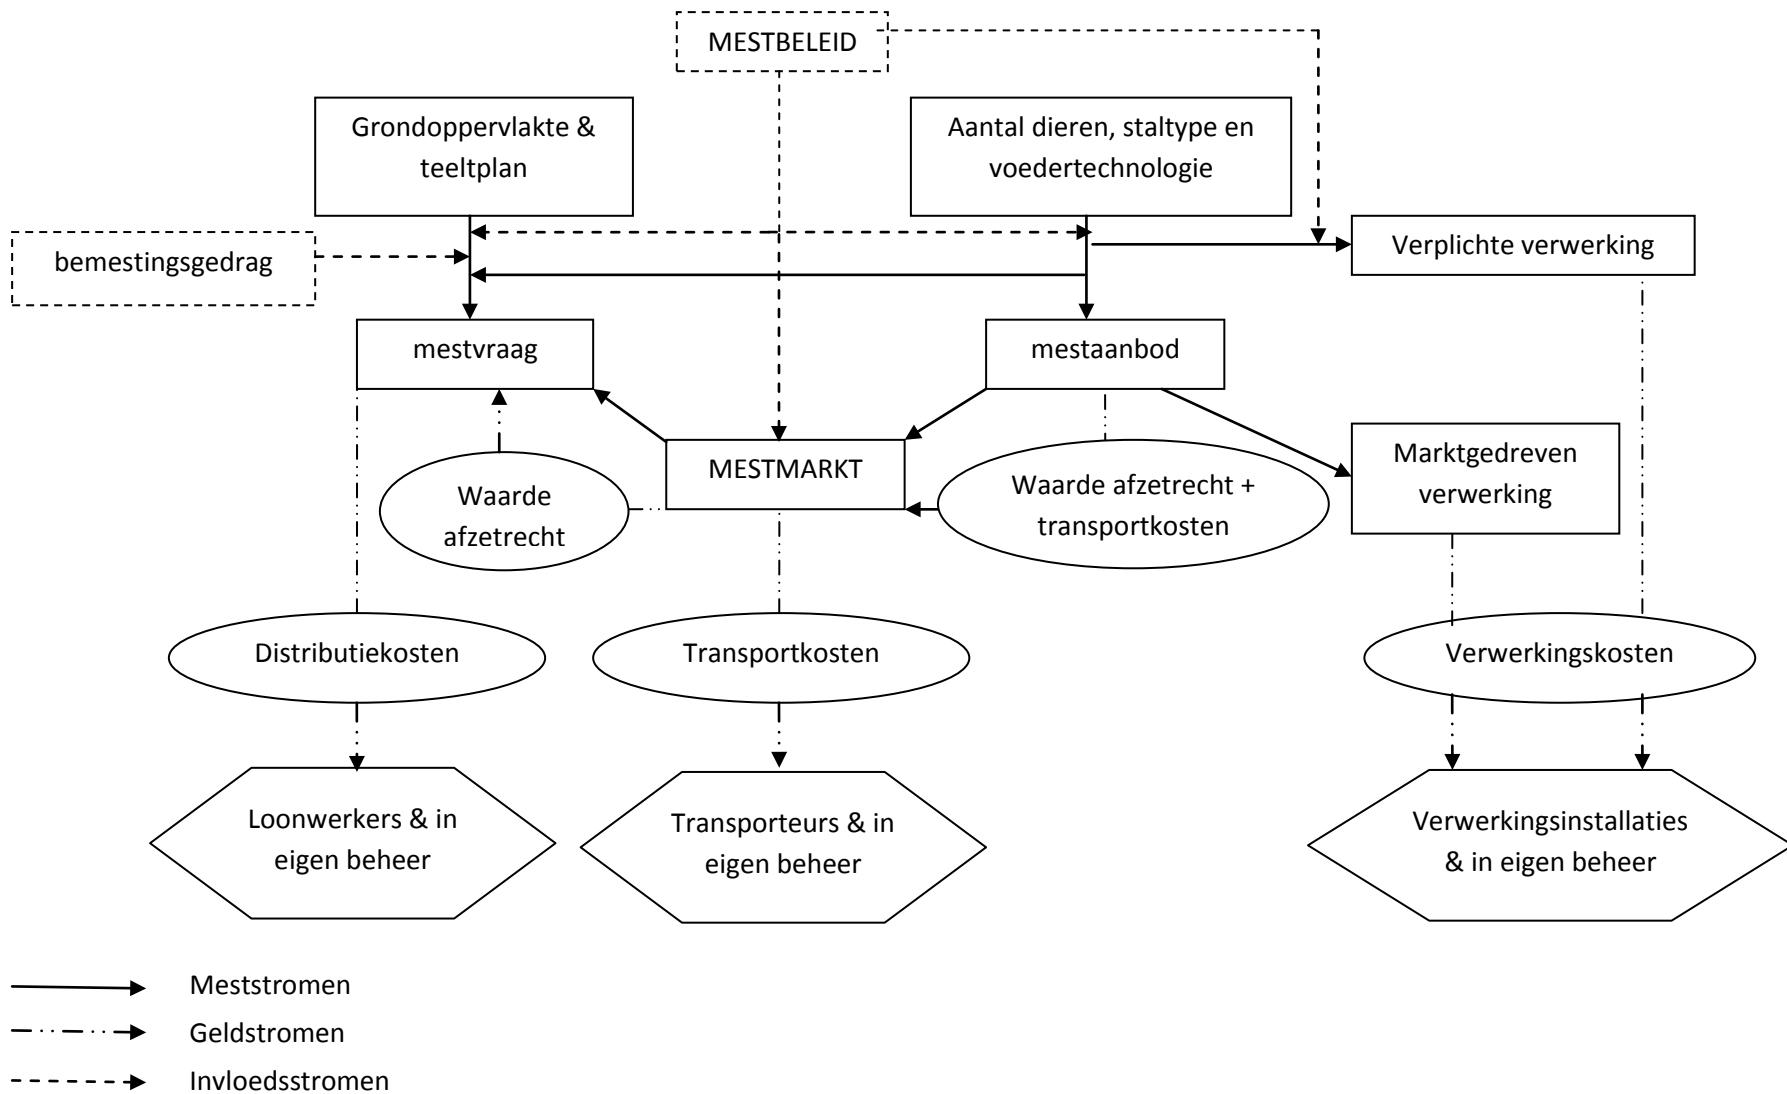 MESTBELEID
Grondoppervlakte &
teeltplan
Aantal dieren, staltype en
voedertechnologie
bemestingsgedrag
Verplichte verwerking
mestvraag
mestaanbod
MESTMARKT
Waarde
afzetrecht
Waarde afzetrecht +
transportkosten
Marktgedreven
verwerking
Distributiekosten
Transportkosten
Verwerkingskosten
Loonwerkers & in
eigen beheer
Transporteurs & in
eigen beheer
Verwerkingsinstallaties
& in eigen beheer
Meststromen
Geldstromen
Invloedsstromen